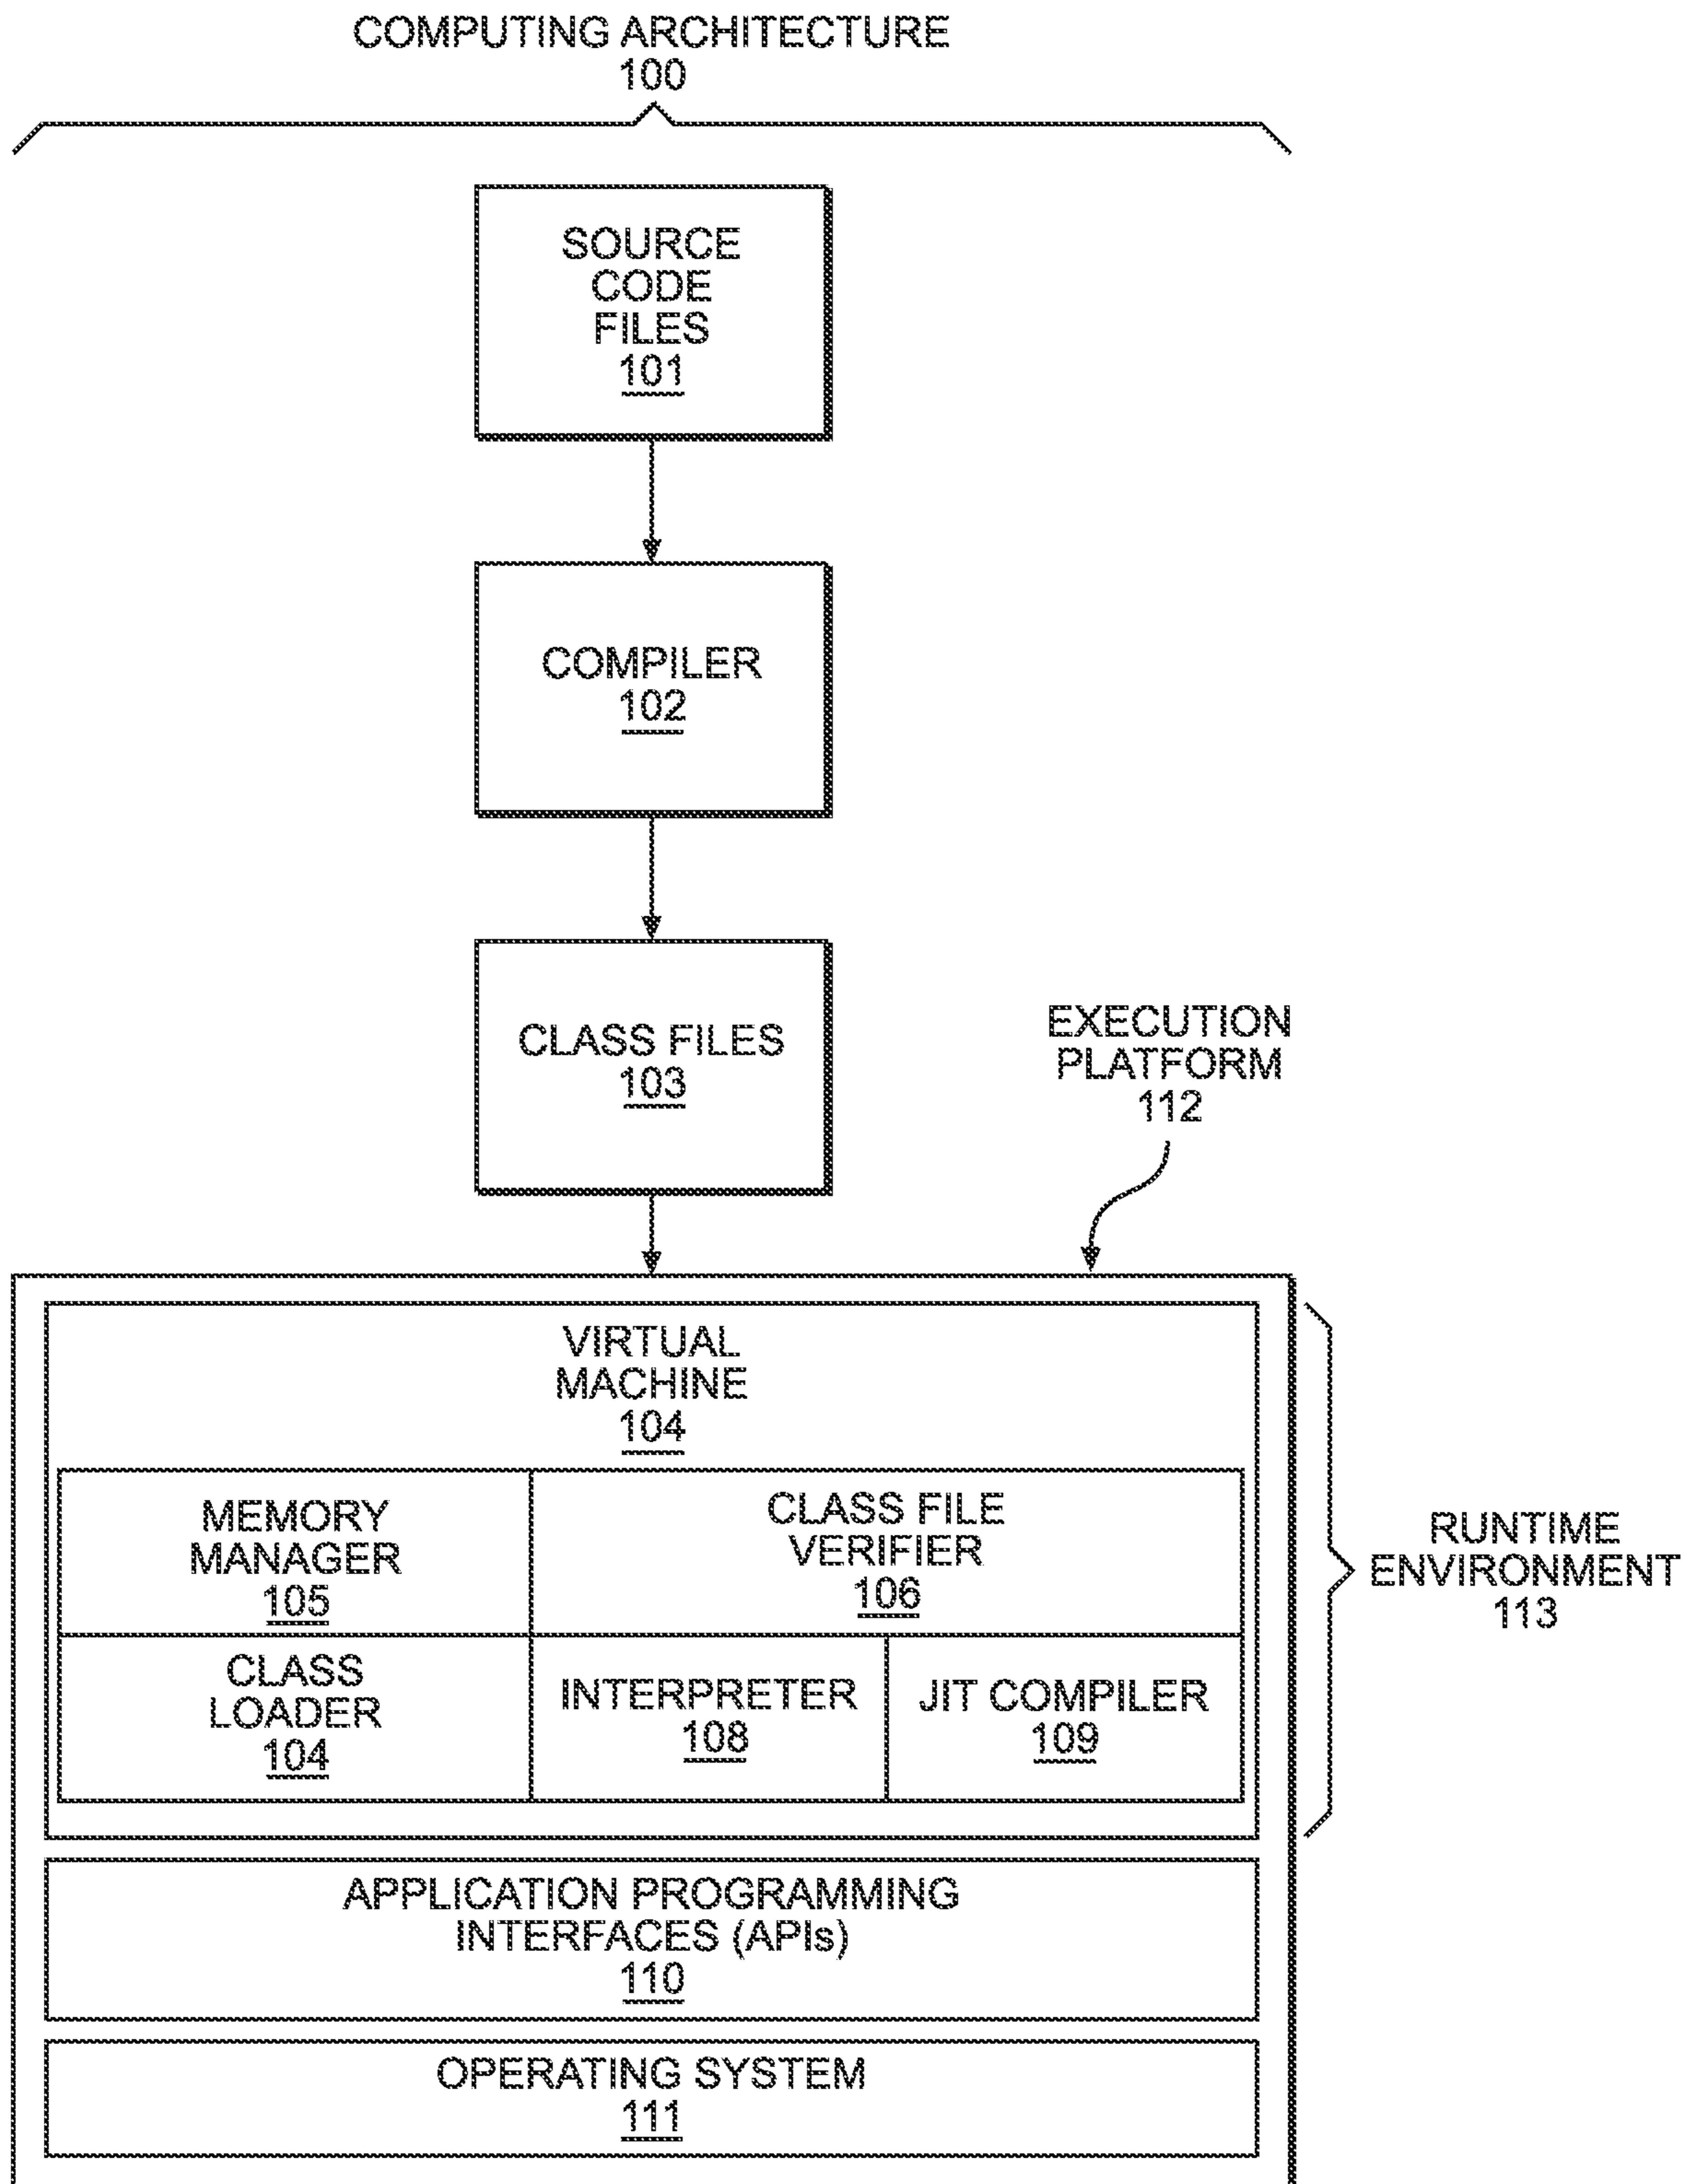 COMPUTING ARCHITECTURE
100
SOURCE
CODE
FILES
101
COMPILER
102
CLASS FILES
103
EXECUTION
PLATFORM
112
VIRTUAL
MACHINE
104
MEMORY
MANAGER
105
CLASS FILE
VERIFIER
106
CLASS
LOADER
104
INTERPRETER
108
JIT COMPILER
109
RUNTIME
ENVIRONMENT
113
APPLICATION PROGRAMMING
INTERFACES (APIs)
110
OPERATING SYSTEM
111